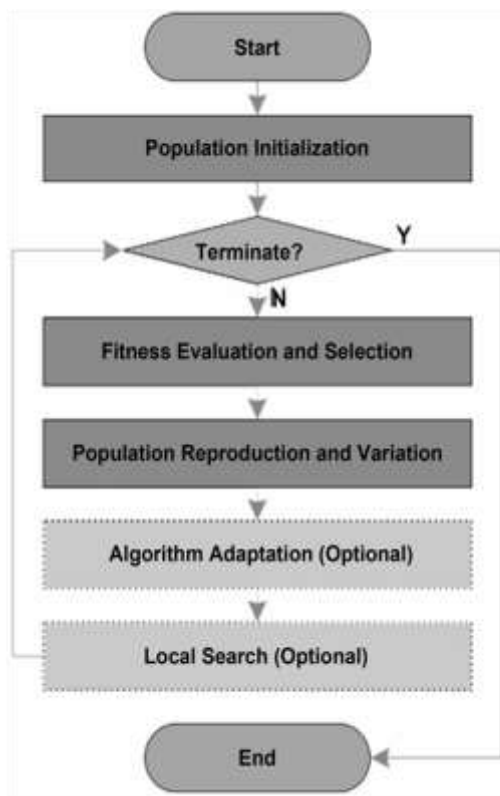 Start
Population Initialization
Terminate?
Y
N
Fitness Evaluation and Selection
Population Reproduction and Variation
Algorithm Adaptation (Optional)
Local Search (Optional)
End